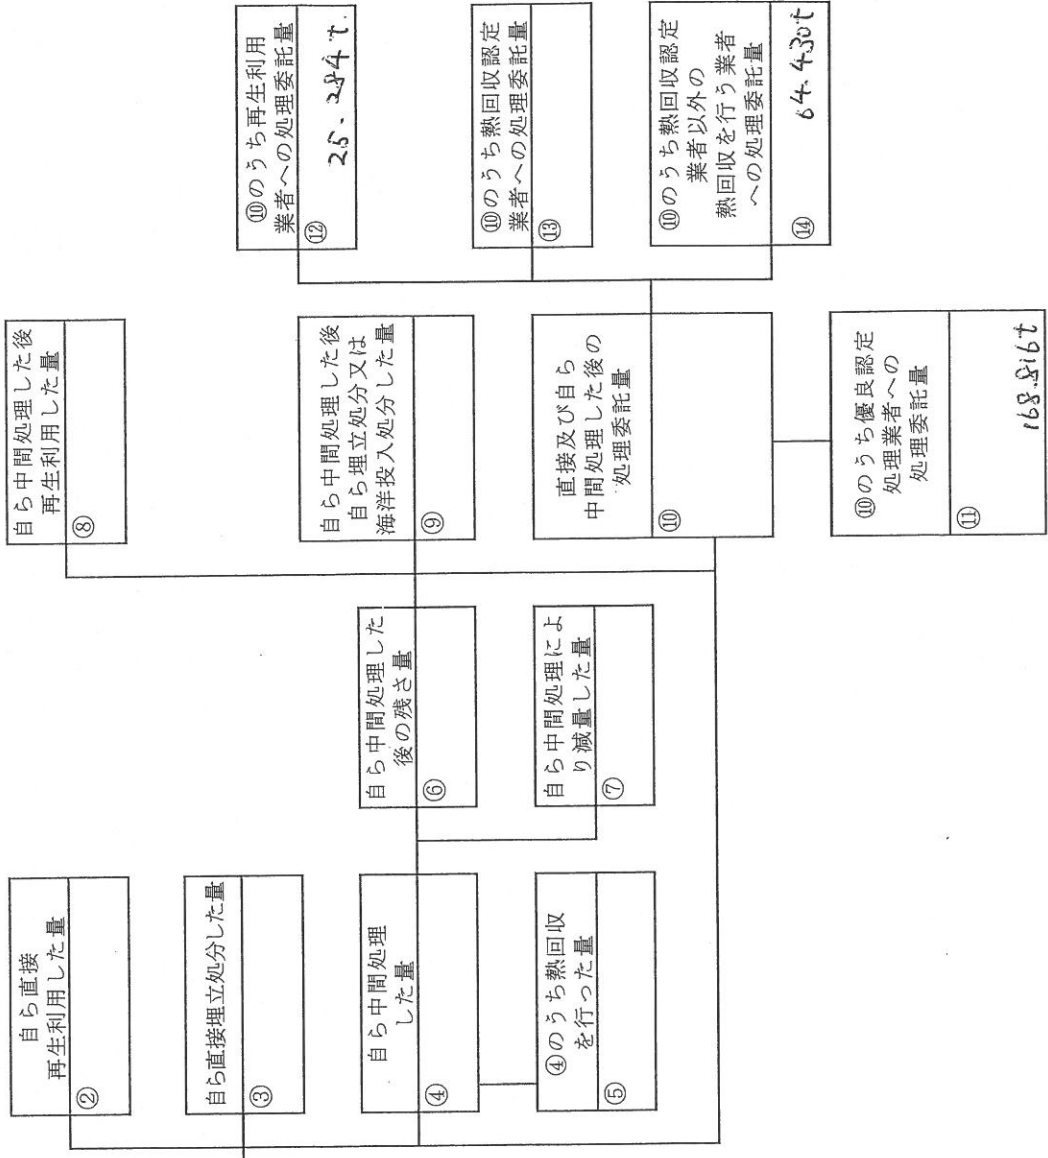 自ら直接
再生利用した量
②
自ら直接埋立処分した量
③
自ら中間処理
した量
④
④のうち熱回収
を行った量
⑤
自ら中間処理した
後の残さ量
⑥
自ら中間処理によ
り減量した量
⑦
自ら中間処理した後
再生利用した量
⑧
自ら中間処理した後
自ら埋立処分又は
海洋投入処分した量
⑨
直接及び自ら
中間処理した後の
処理委託量
⑩
⑩のうち優良認定
処理業者への
処理委託量
⑪
168.816t
⑩のうち再生利用
業者への処理委託量
⑫
25.284t.
⑩のうち熱回収認定
業者への処理委託量
⑬
⑩のうち熱回収認定
業者以外の
熱回収を行う業者
への処理委託量
⑭
64.430t